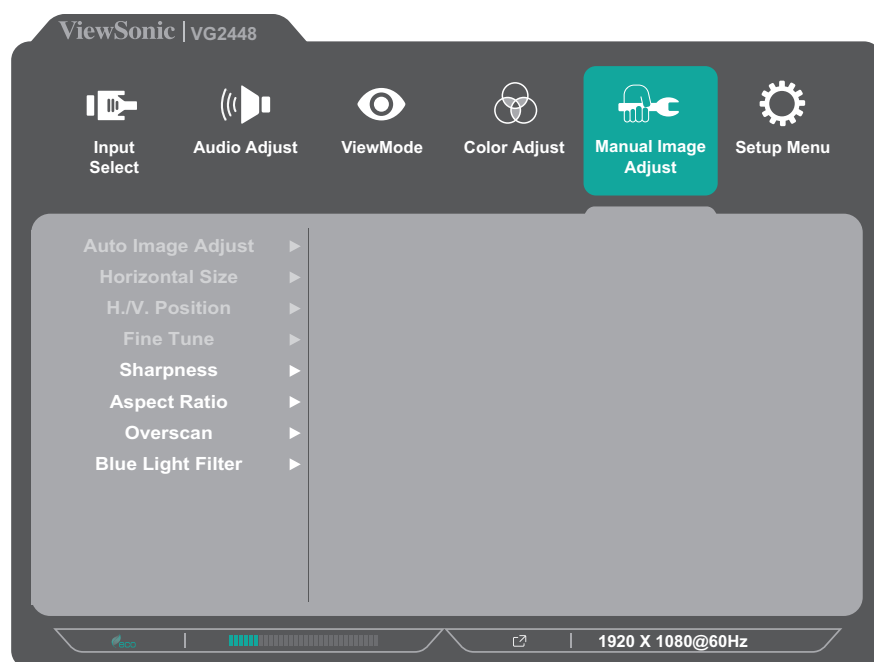 ViewSonic | VG2448
Input Select
Audio Adjust
ViewMode
Color Adjust
Manual Image Adjust
Setup Menu
Auto Image Adjust
Horizontal Size
H./V. Position
Fine Tune
Sharpness
Aspect Ratio
Overscan
Blue Light Filter
eco
1920 X 1080@60Hz